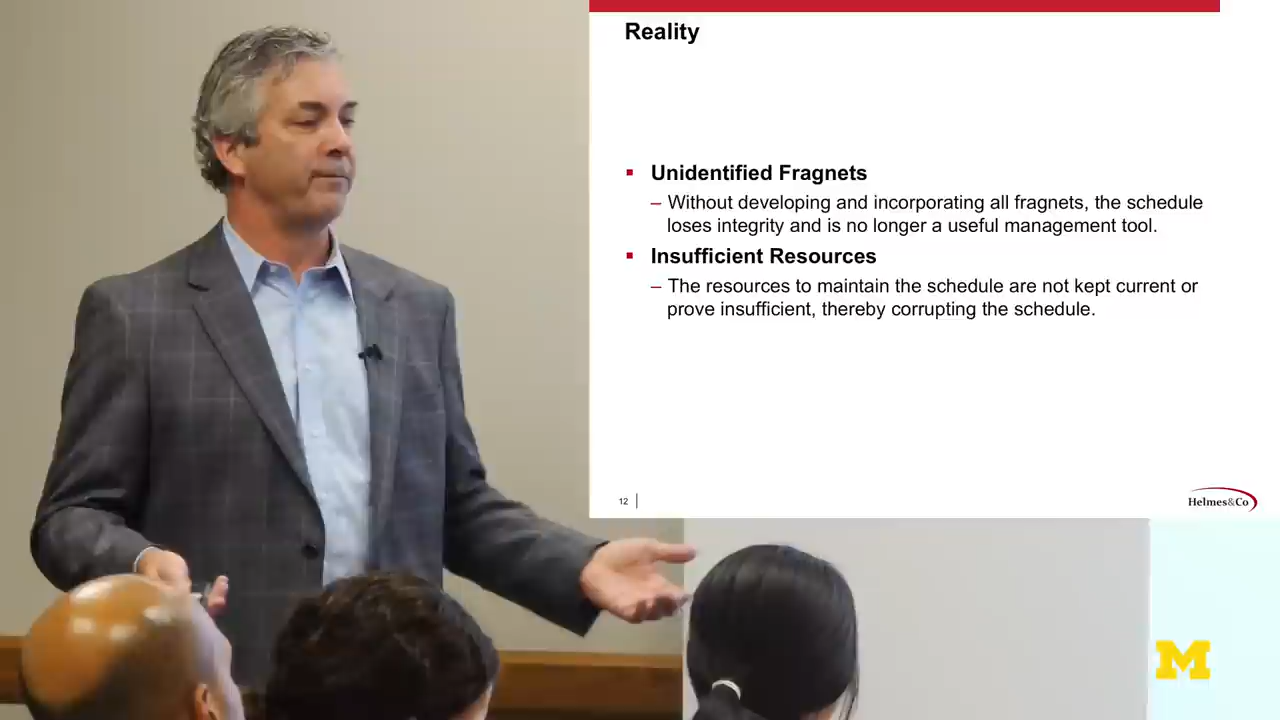 Reality
▪ Unidentified Fragnets
– Without developing and incorporating all fragnets, the schedule
loses integrity and is no longer a useful management tool.
▪ Insufficient Resources
– The resources to maintain the schedule are not kept current or
prove insufficient, thereby corrupting the schedule.
12
Helmes&Co
M